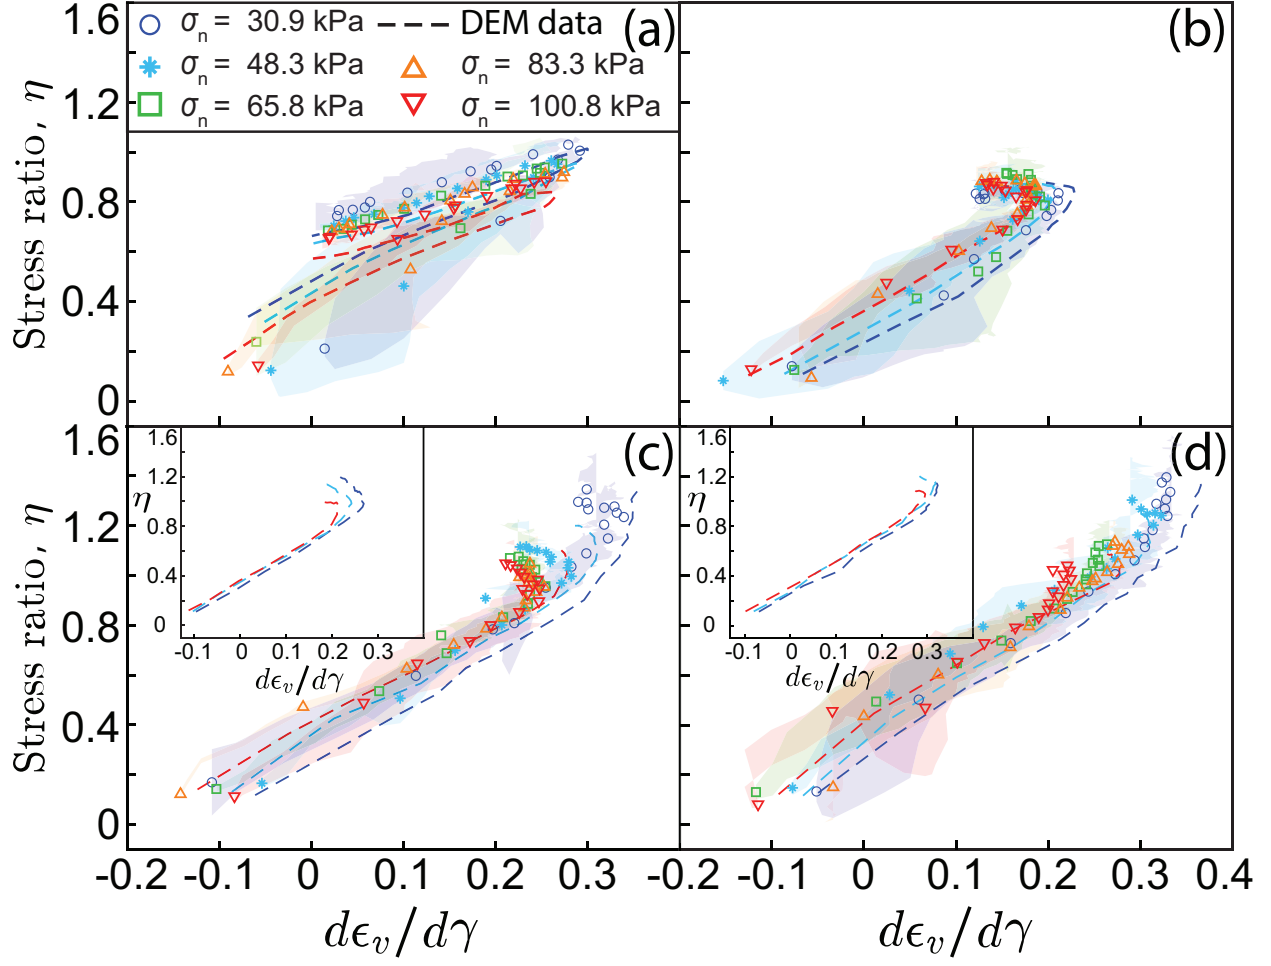 1.6
1.2
0.8
0.4
0
Stress ratio, η
σn = 30.9 kPa
DEM data
σn = 48.3 kPa
σn = 83.3 kPa
σn = 65.8 kPa
σn = 100.8 kPa
(a)
(b)
1.6
1.2
0.8
0.4
0
Stress ratio, η
(c)
1.6
1.2
η
0.8
0.4
0
-0.1 0 0.1 0.2 0.3
dϵv/dγ
(d)
1.6
1.2
η
0.8
0.4
0
-0.1 0 0.1 0.2 0.3
dϵv/dγ
-0.2 -0.1 0 0.1 0.2 0.3 -0.2 -0.1 0 0.1 0.2 0.3 0.4
dϵv/dγ
dϵv/dγ